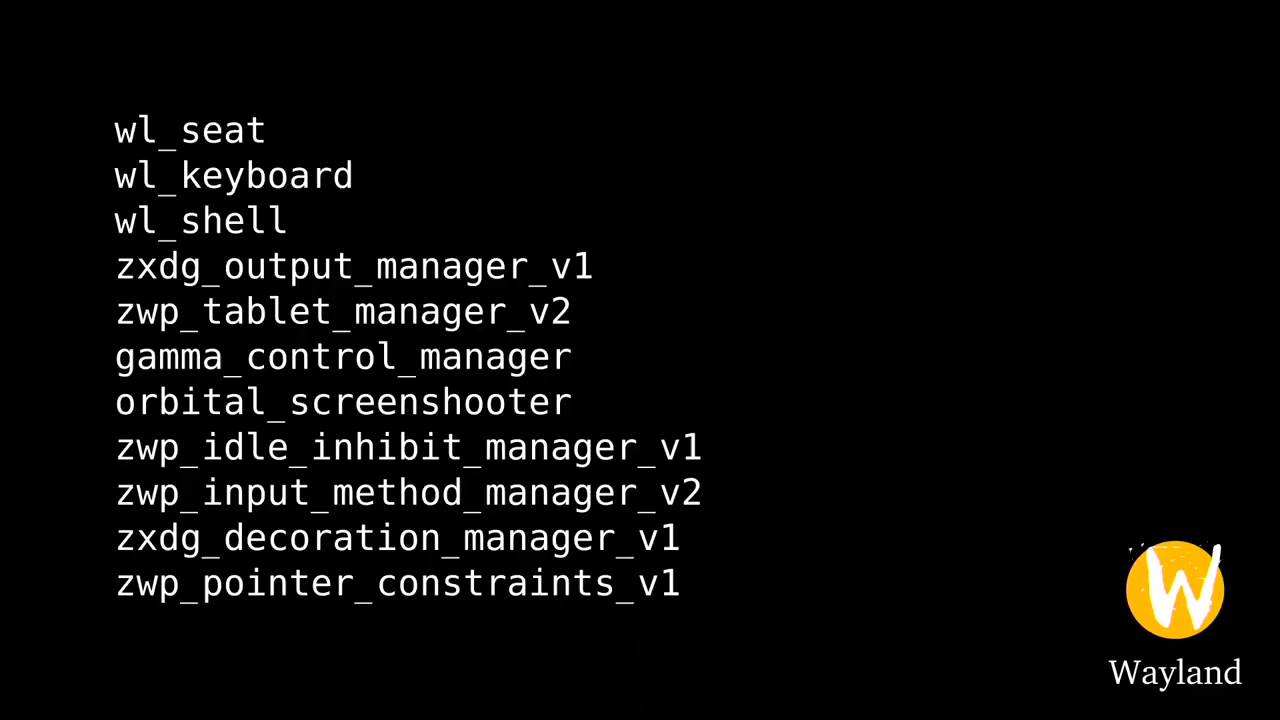 wl_seat
wl_keyboard
wl_shell
zxdg_output_manager_v1
zwp_tablet_manager_v2
gamma_control_manager
orbital_screenshooter
zwp_idle_inhibit_manager_v1
zwp_input_method_manager_v2
zxdg_decoration_manager_v1
zwp_pointer_constraints_v1
W
Wayland